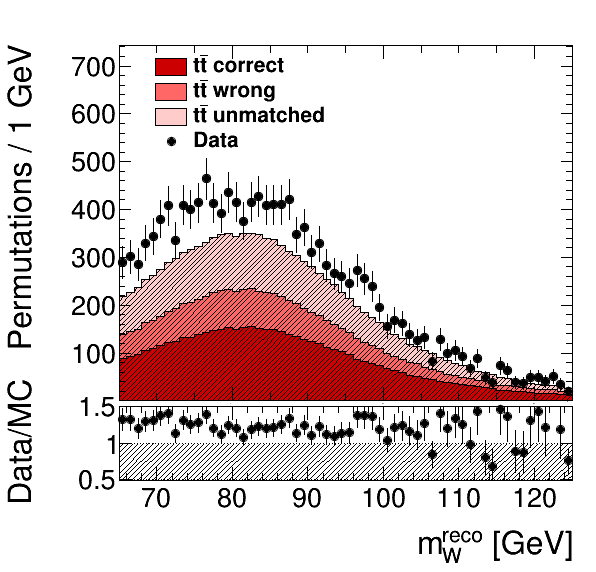 Permutations / 1 GeV
700
600
500
400
300
200
100
tt̄ correct
tt̄ wrong
tt̄ unmatched
Data
Data/MC
1.5
1
0.5
70 80 90 100 110 120
m_W^reco [GeV]